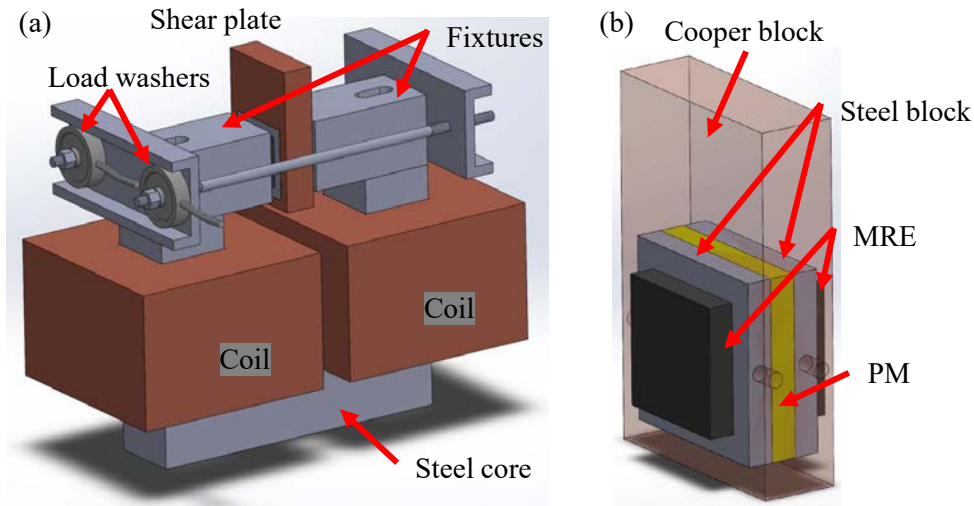 (a)
Shear plate
Fixtures
Load washers
Coil
Coil
Steel core
(b)
Cooper block
Steel block
MRE
PM